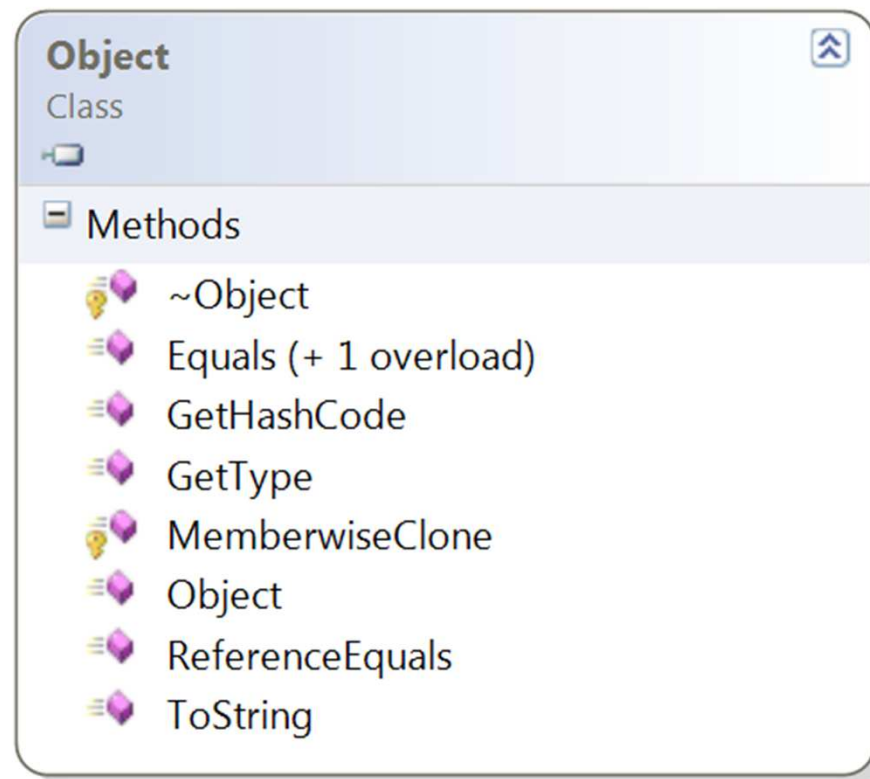 Object
Class
Methods
~Object
Equals (+ 1 overload)
GetHashCode
GetType
MemberwiseClone
Object
ReferenceEquals
ToString